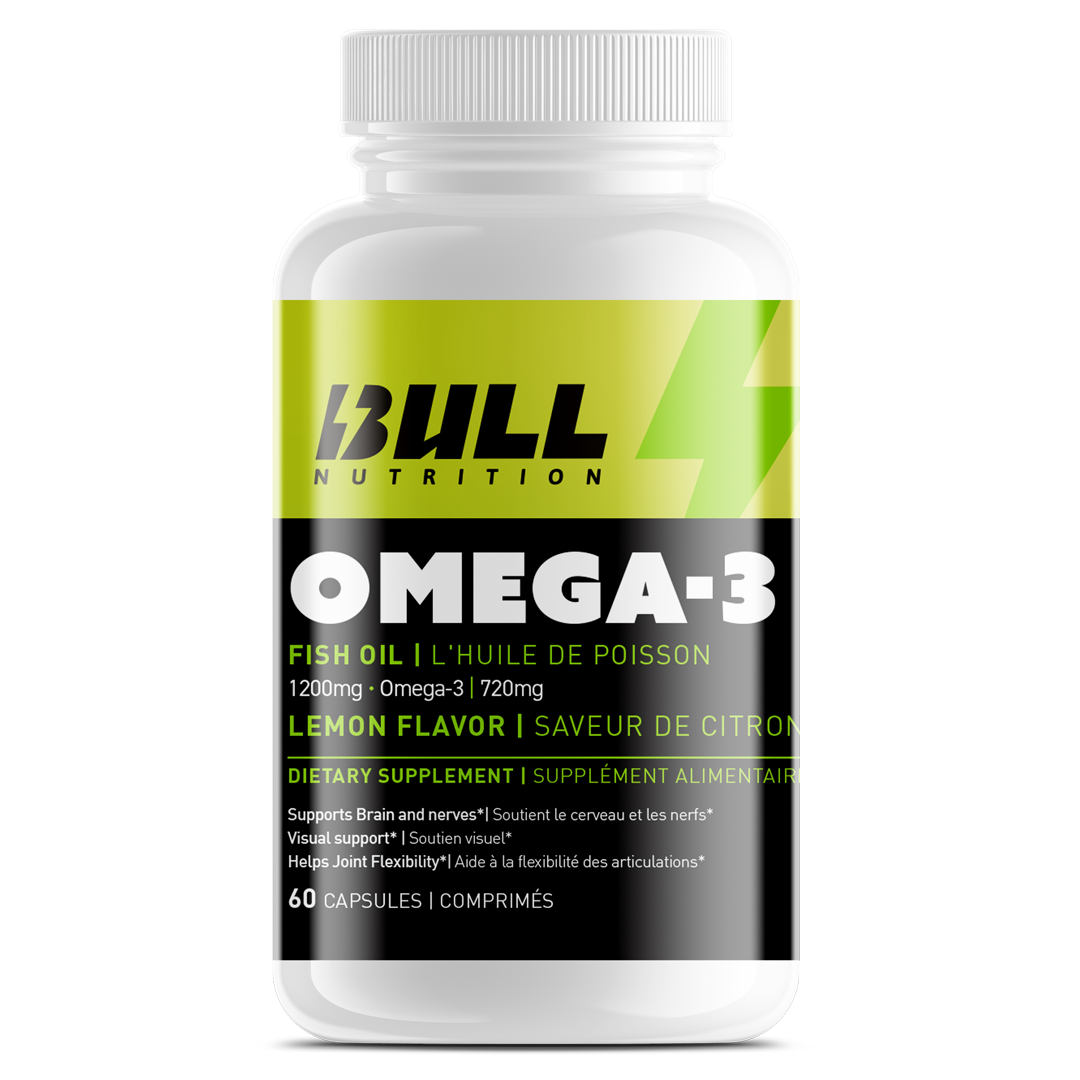 BULL
NUTRITION
OMEGA-3
FISH OIL | L'HUILE DE POISSON
1200mg • Omega-3 | 720mg
LEMON FLAVOR | SAVEUR DE CITRON
DIETARY SUPPLEMENT | SUPPLÉMENT ALIMENTAIR
Supports Brain and nerves*| Soutient le cerveau et les nerfs*
Visual support* | Soutien visuel*
Helps Joint Flexibility*| Aide à la flexibilité des articulations*
60 CAPSULES | COMPRIMÉS